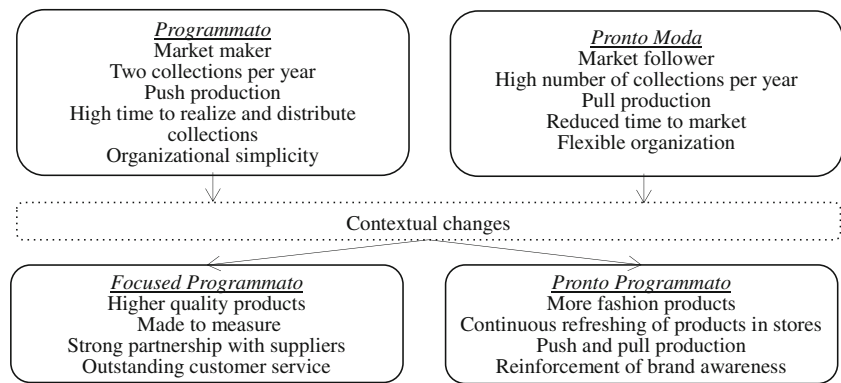 Programmato
Market maker
Two collections per year
Push production
High time to realize and distribute
collections
Organizational simplicity
Pronto Moda
Market follower
High number of collections per year
Pull production
Reduced time to market
Flexible organization
Contextual changes
Focused Programmato
Higher quality products
Made to measure
Strong partnership with suppliers
Outstanding customer service
Pronto Programmato
More fashion products
Continuous refreshing of products in stores
Push and pull production
Reinforcement of brand awareness